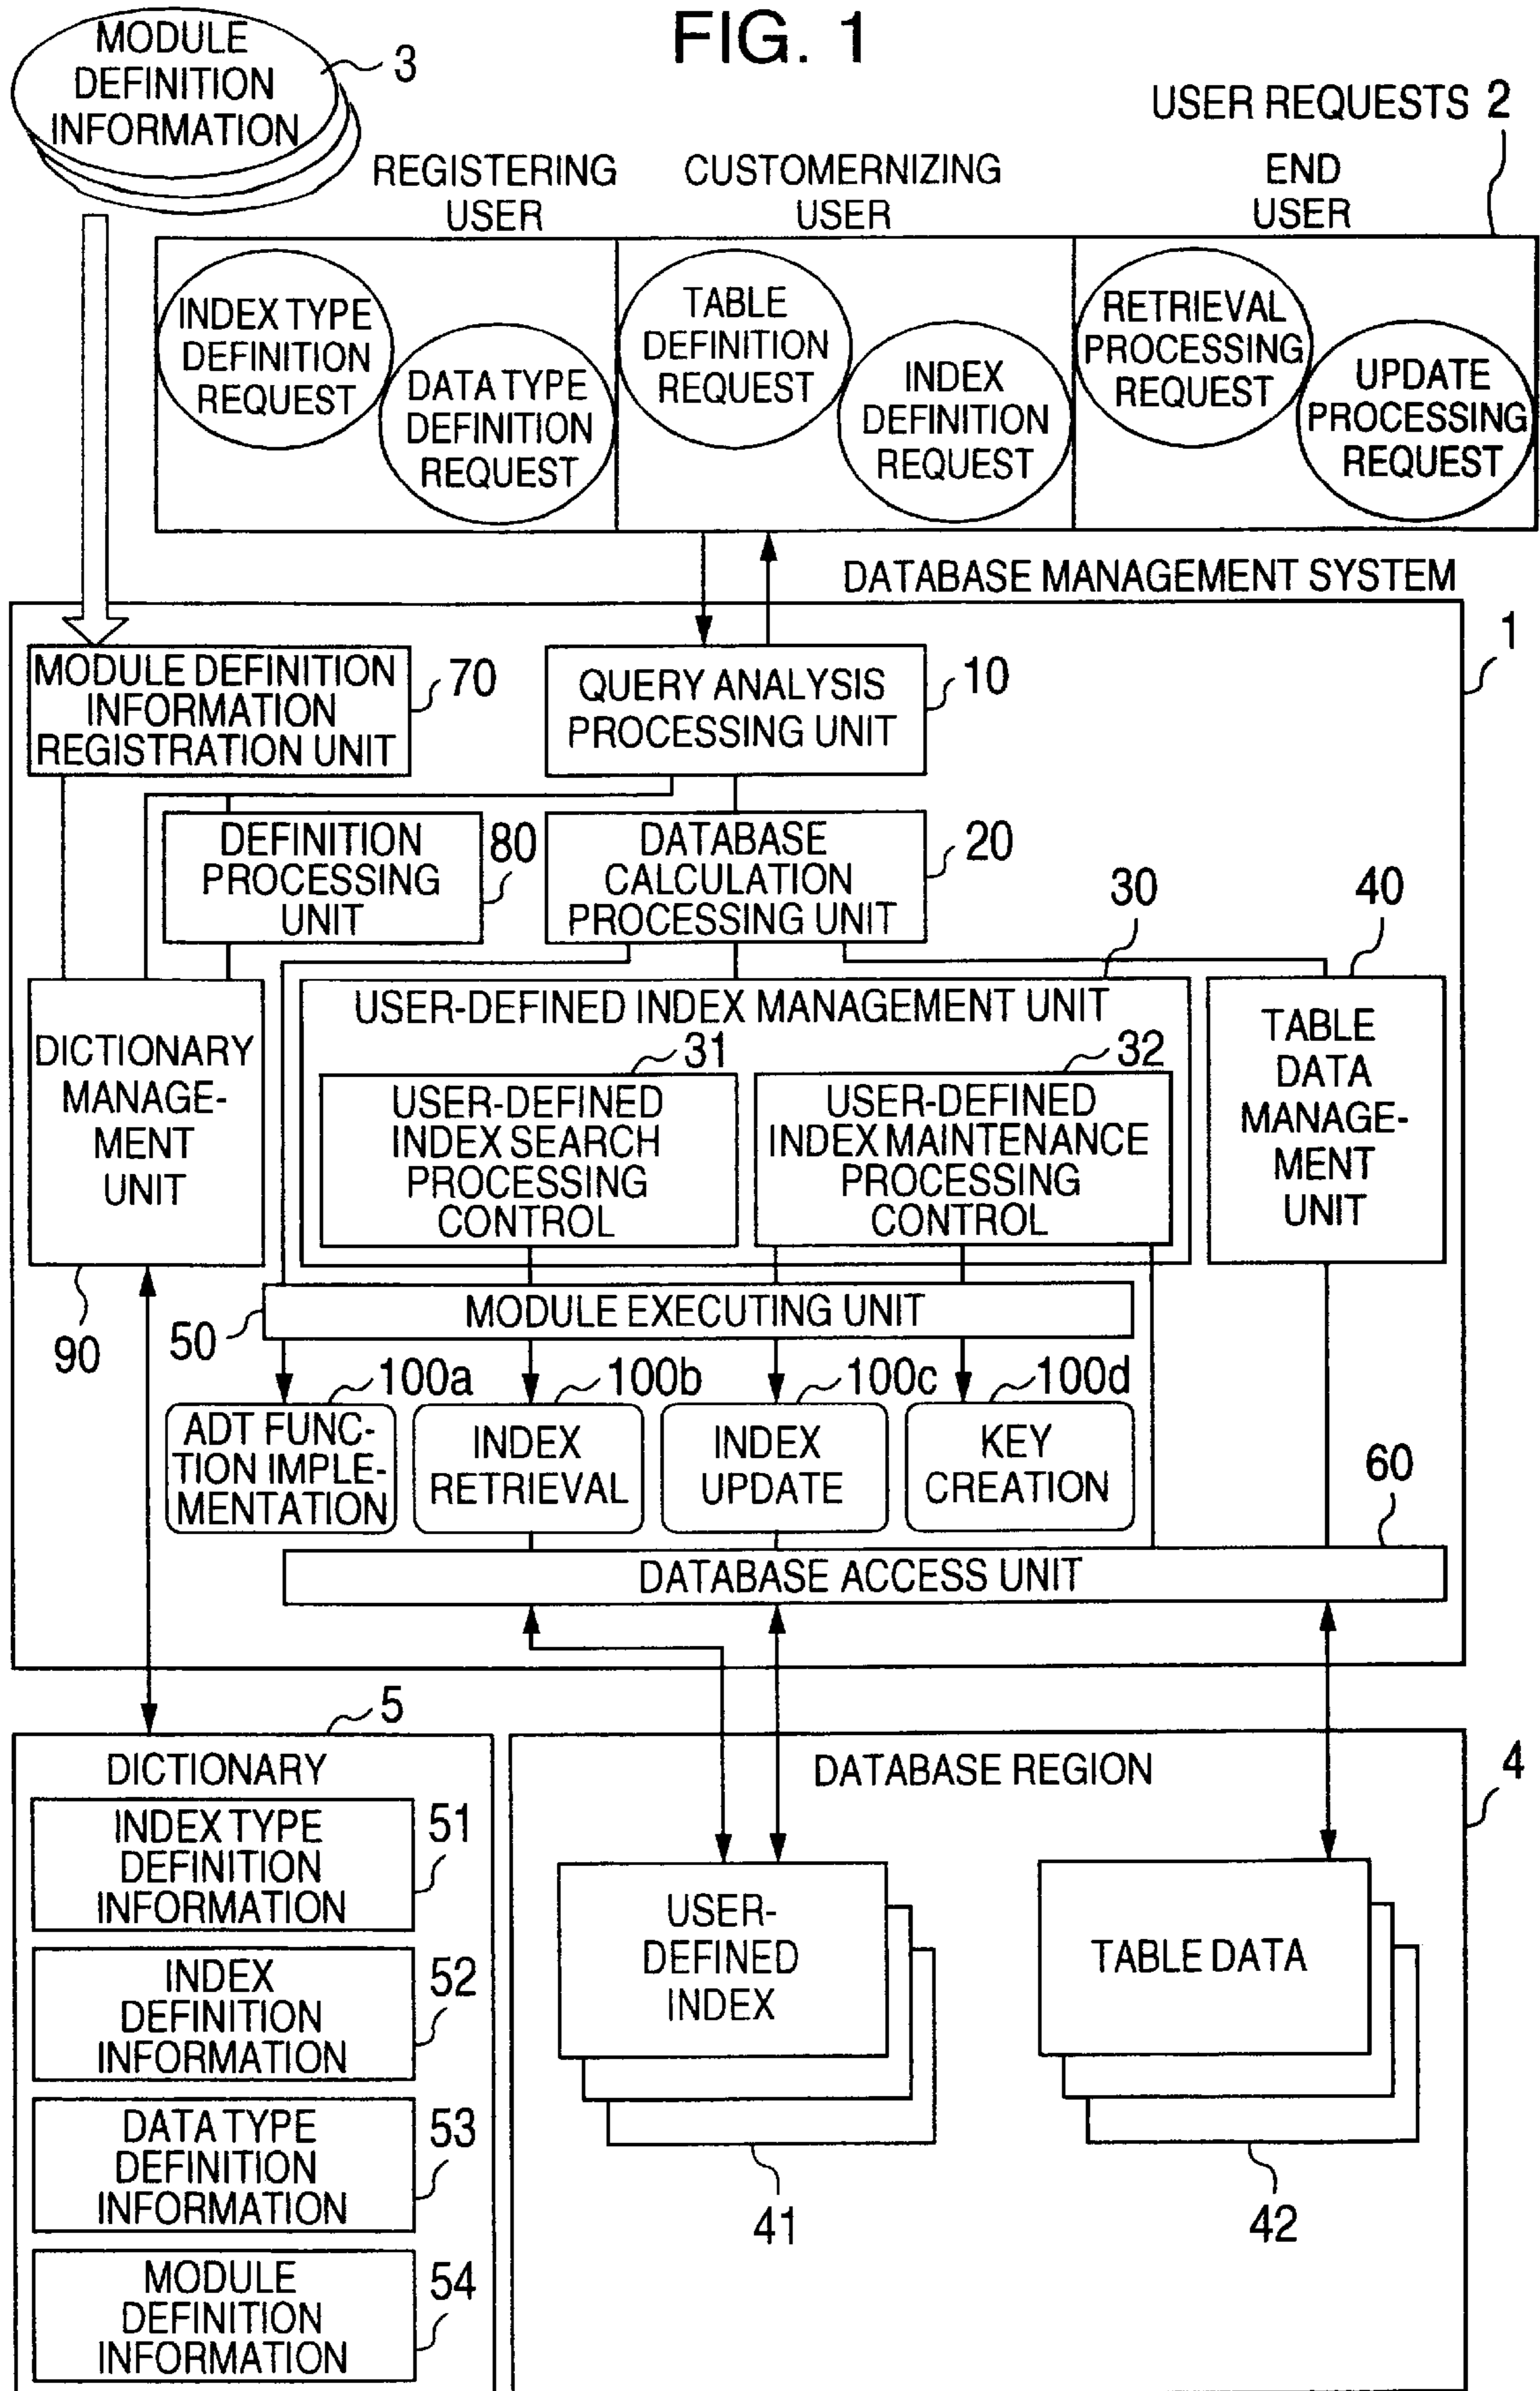 FIG. 1
MODULE
DEFINITION
INFORMATION
3
USER REQUESTS 2
REGISTERING
USER
CUSTOMERNIZING
USER
END
USER
INDEX TYPE
DEFINITION
REQUEST
DATA TYPE
DEFINITION
REQUEST
TABLE
DEFINITION
REQUEST
INDEX
DEFINITION
REQUEST
RETRIEVAL
PROCESSING
REQUEST
UPDATE
PROCESSING
REQUEST
DATABASE MANAGEMENT SYSTEM
1
MODULE DEFINITION
INFORMATION
REGISTRATION UNIT
70
QUERY ANALYSIS
PROCESSING UNIT
10
DEFINITION
PROCESSING
UNIT
80
DATABASE
CALCULATION
PROCESSING UNIT
20
30
40
DICTIONARY
MANAGE-
MENT
UNIT
90
USER-DEFINED INDEX MANAGEMENT UNIT
31
USER-DEFINED
INDEX SEARCH
PROCESSING
CONTROL
32
USER-DEFINED
INDEX MAINTENANCE
PROCESSING
CONTROL
TABLE
DATA
MANAGE-
MENT
UNIT
MODULE EXECUTING UNIT
50
100a
100b
100c
100d
ADT FUNC-
TION IMPLE-
MENTATION
INDEX
RETRIEVAL
INDEX
UPDATE
KEY
CREATION
60
DATABASE ACCESS UNIT
5
DICTIONARY
INDEX TYPE
DEFINITION
INFORMATION
51
INDEX
DEFINITION
INFORMATION
52
DATA TYPE
DEFINITION
INFORMATION
53
MODULE
DEFINITION
INFORMATION
54
DATABASE REGION
4
USER-
DEFINED
INDEX
41
TABLE DATA
42